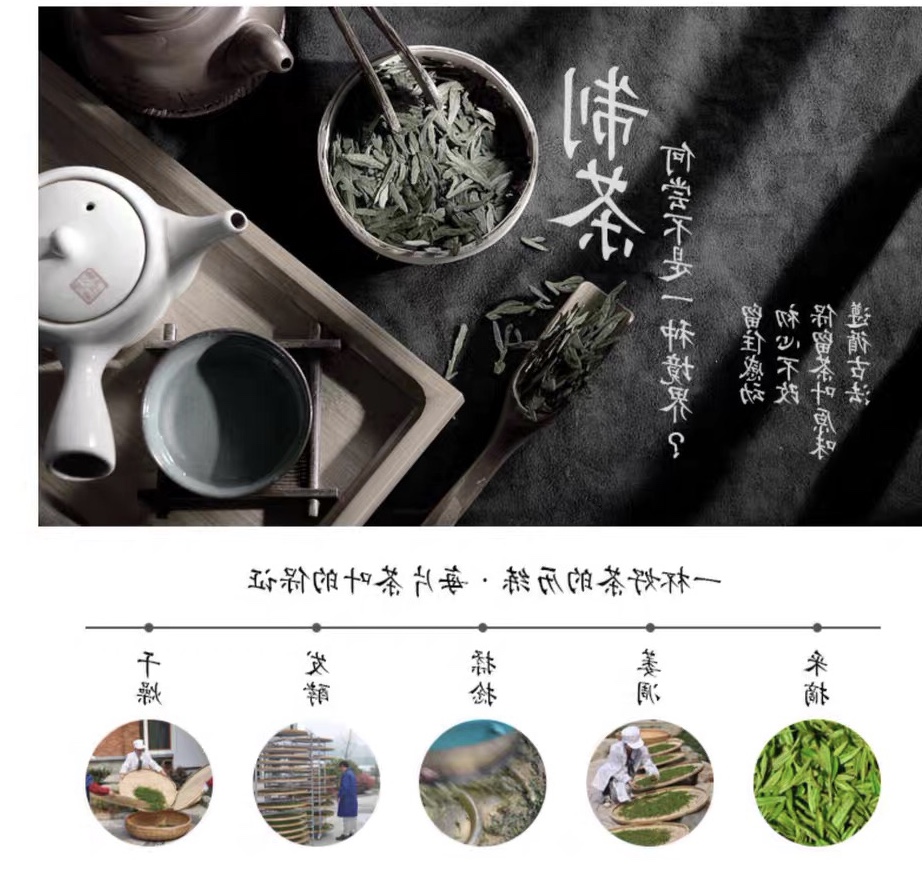 制茶
何尝不是一种境界?
遵循古法
保留茶叶原味
初心不改
留住感动
一杯好茶的历练·每片茶叶的保证
采摘
萎凋
揉捻
发酵
干燥